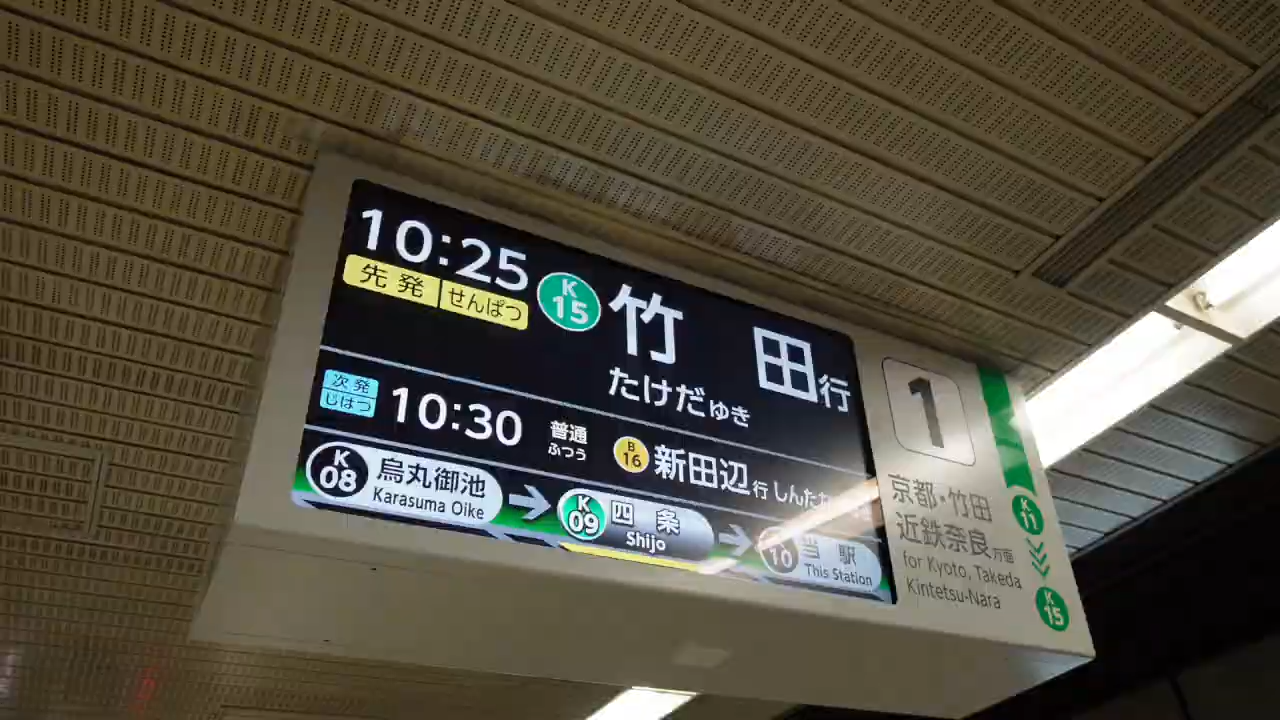 10:25
先発 せんぱつ
K 15
竹田行
たけだゆき
次発 じはつ
10:30
普通 ふつう
B 16
新田辺行
K 08
烏丸御池
Karasuma Oike
K 09
四条
Shijo
10
当駅
This Station
1
京都・竹田
近鉄奈良方面
for Kyoto, Takeda
Kintetsu-Nara
K 11
K 15